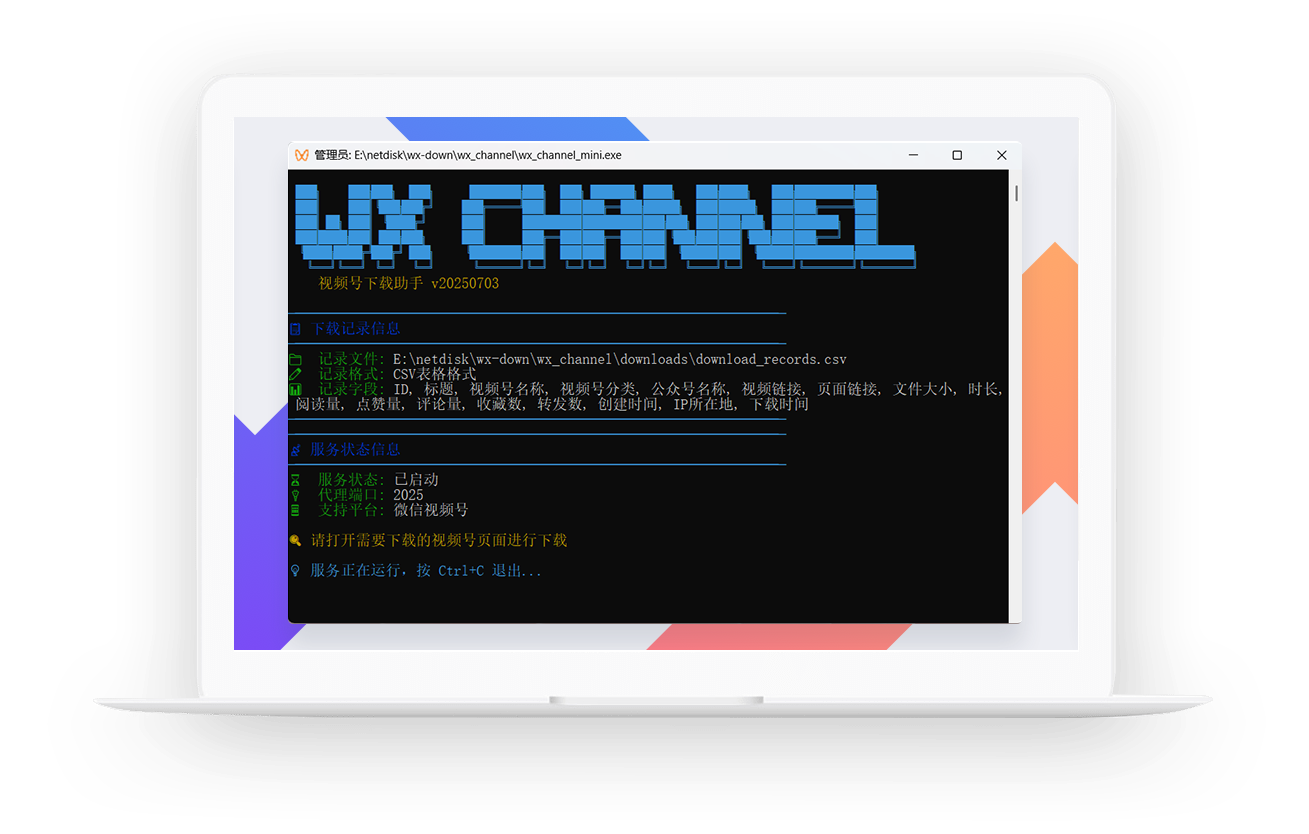 管理员: E:\netdisk\wx-down\wx_channel\wx_channel_mini.exe
WX CHANNEL
视频号下载助手 v20250703
下载记录信息
记录文件: E:\netdisk\wx-down\wx_channel\downloads\download_records.csv
记录格式: CSV表格格式
记录字段: ID, 标题, 视频号名称, 视频号分类, 公众号名称, 视频链接, 页面链接, 文件大小, 时长,
阅读量, 点赞量, 评论量, 收藏数, 转发数, 创建时间, IP所在地, 下载时间
服务状态信息
服务状态: 已启动
代理端口: 2025
支持平台: 微信视频号
请打开需要下载的视频号页面进行下载
服务正在运行，按 Ctrl+C 退出...